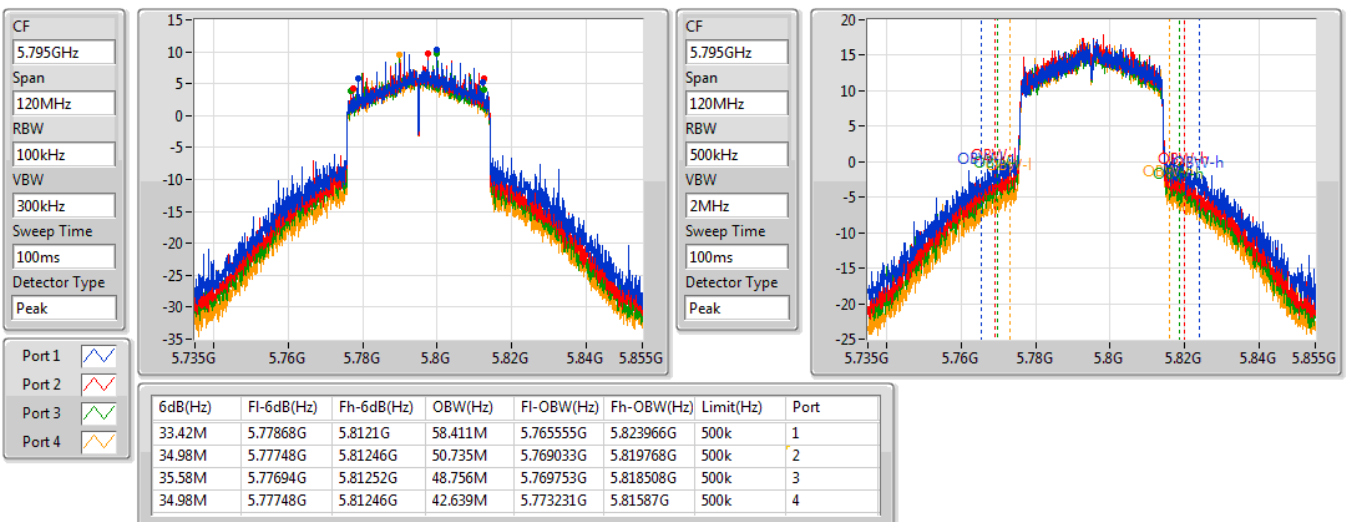 CF
5.795GHz
Span
120MHz
RBW
100kHz
VBW
300kHz
Sweep Time
100ms
Detector Type
Peak
15
10
5
0
-5
-10
-15
-20
-25
-30
-35
5.735G 5.76G 5.78G 5.8G 5.82G 5.84G 5.855G
CF
5.795GHz
Span
120MHz
RBW
500kHz
VBW
2MHz
Sweep Time
100ms
Detector Type
Peak
20
15
10
5
0
-5
-10
-15
-20
-25
5.735G 5.76G 5.78G 5.8G 5.82G 5.84G 5.855G
Port 1
Port 2
Port 3
Port 4
6dB(Hz) Fl-6dB(Hz) Fh-6dB(Hz) OBW(Hz) Fl-OBW(Hz) Fh-OBW(Hz) Limit(Hz) Port
33.42M 5.77868G 5.8121G 58.411M 5.765555G 5.823966G 500k 1
34.98M 5.77748G 5.81246G 50.735M 5.769033G 5.819768G 500k 2
35.58M 5.77694G 5.81252G 48.756M 5.769753G 5.818508G 500k 3
34.98M 5.77748G 5.81246G 42.639M 5.773231G 5.81587G 500k 4